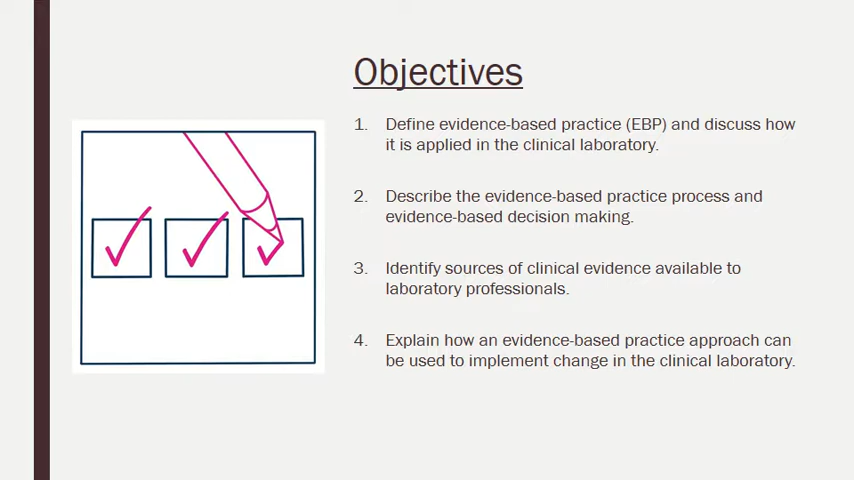 Objectives
1. Define evidence-based practice (EBP) and discuss how
it is applied in the clinical laboratory.
2. Describe the evidence-based practice process and
evidence-based decision making.
3. Identify sources of clinical evidence available to
laboratory professionals.
4. Explain how an evidence-based practice approach can
be used to implement change in the clinical laboratory.